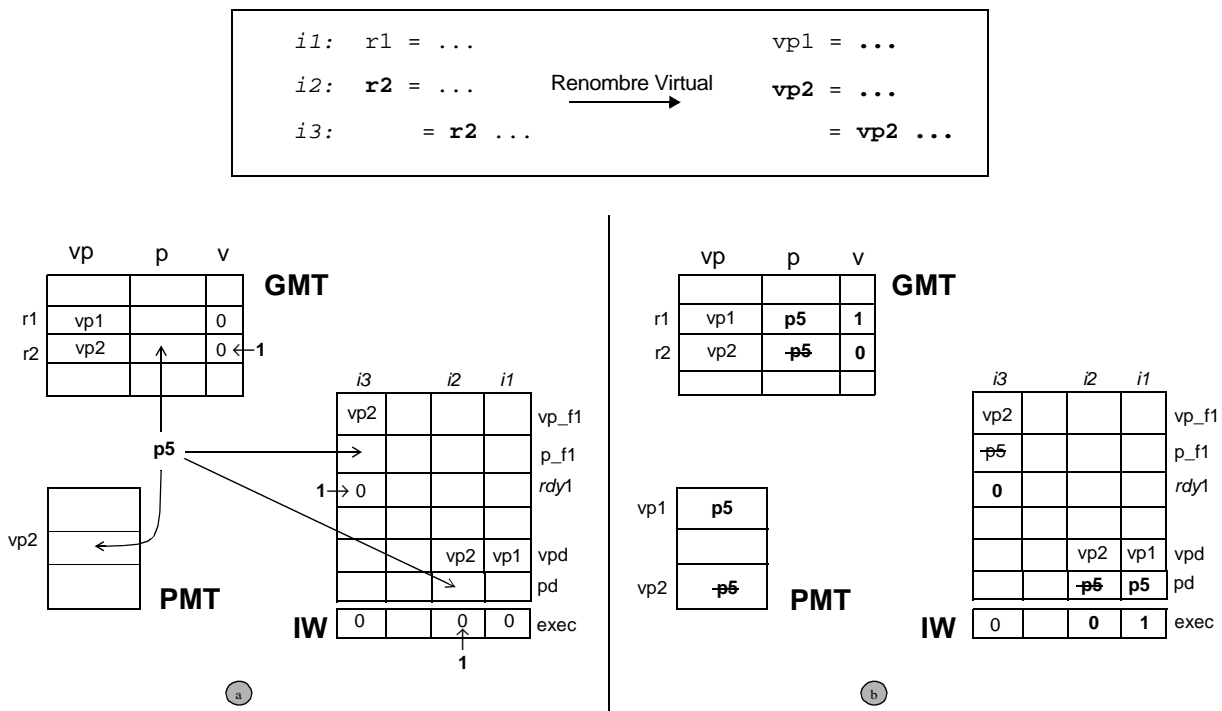 i1: r1 = ... vp1 = ...
i2: r2 = ... Renombre Virtual vp2 = ...
i3: = r2 ... = vp2 ...
vp p v
GMT
r1 vp1 0
r2 vp2 0 1
i3 i2 i1
vp2 vp_f1
p5 p_f1
1 0 rdy1
vp2 vp2 vp1 vpd
pd
PMT
IW 0 0 0 exec
1
a
vp p v
GMT
r1 vp1 p5 1
r2 vp2 p5 0
i3 i2 i1
vp2 vp_f1
p5 p_f1
0 rdy1
vp1 p5
vp2 vp1 vpd
vp2 p5 PMT p5 p5 pd
IW 0 0 1 exec
b